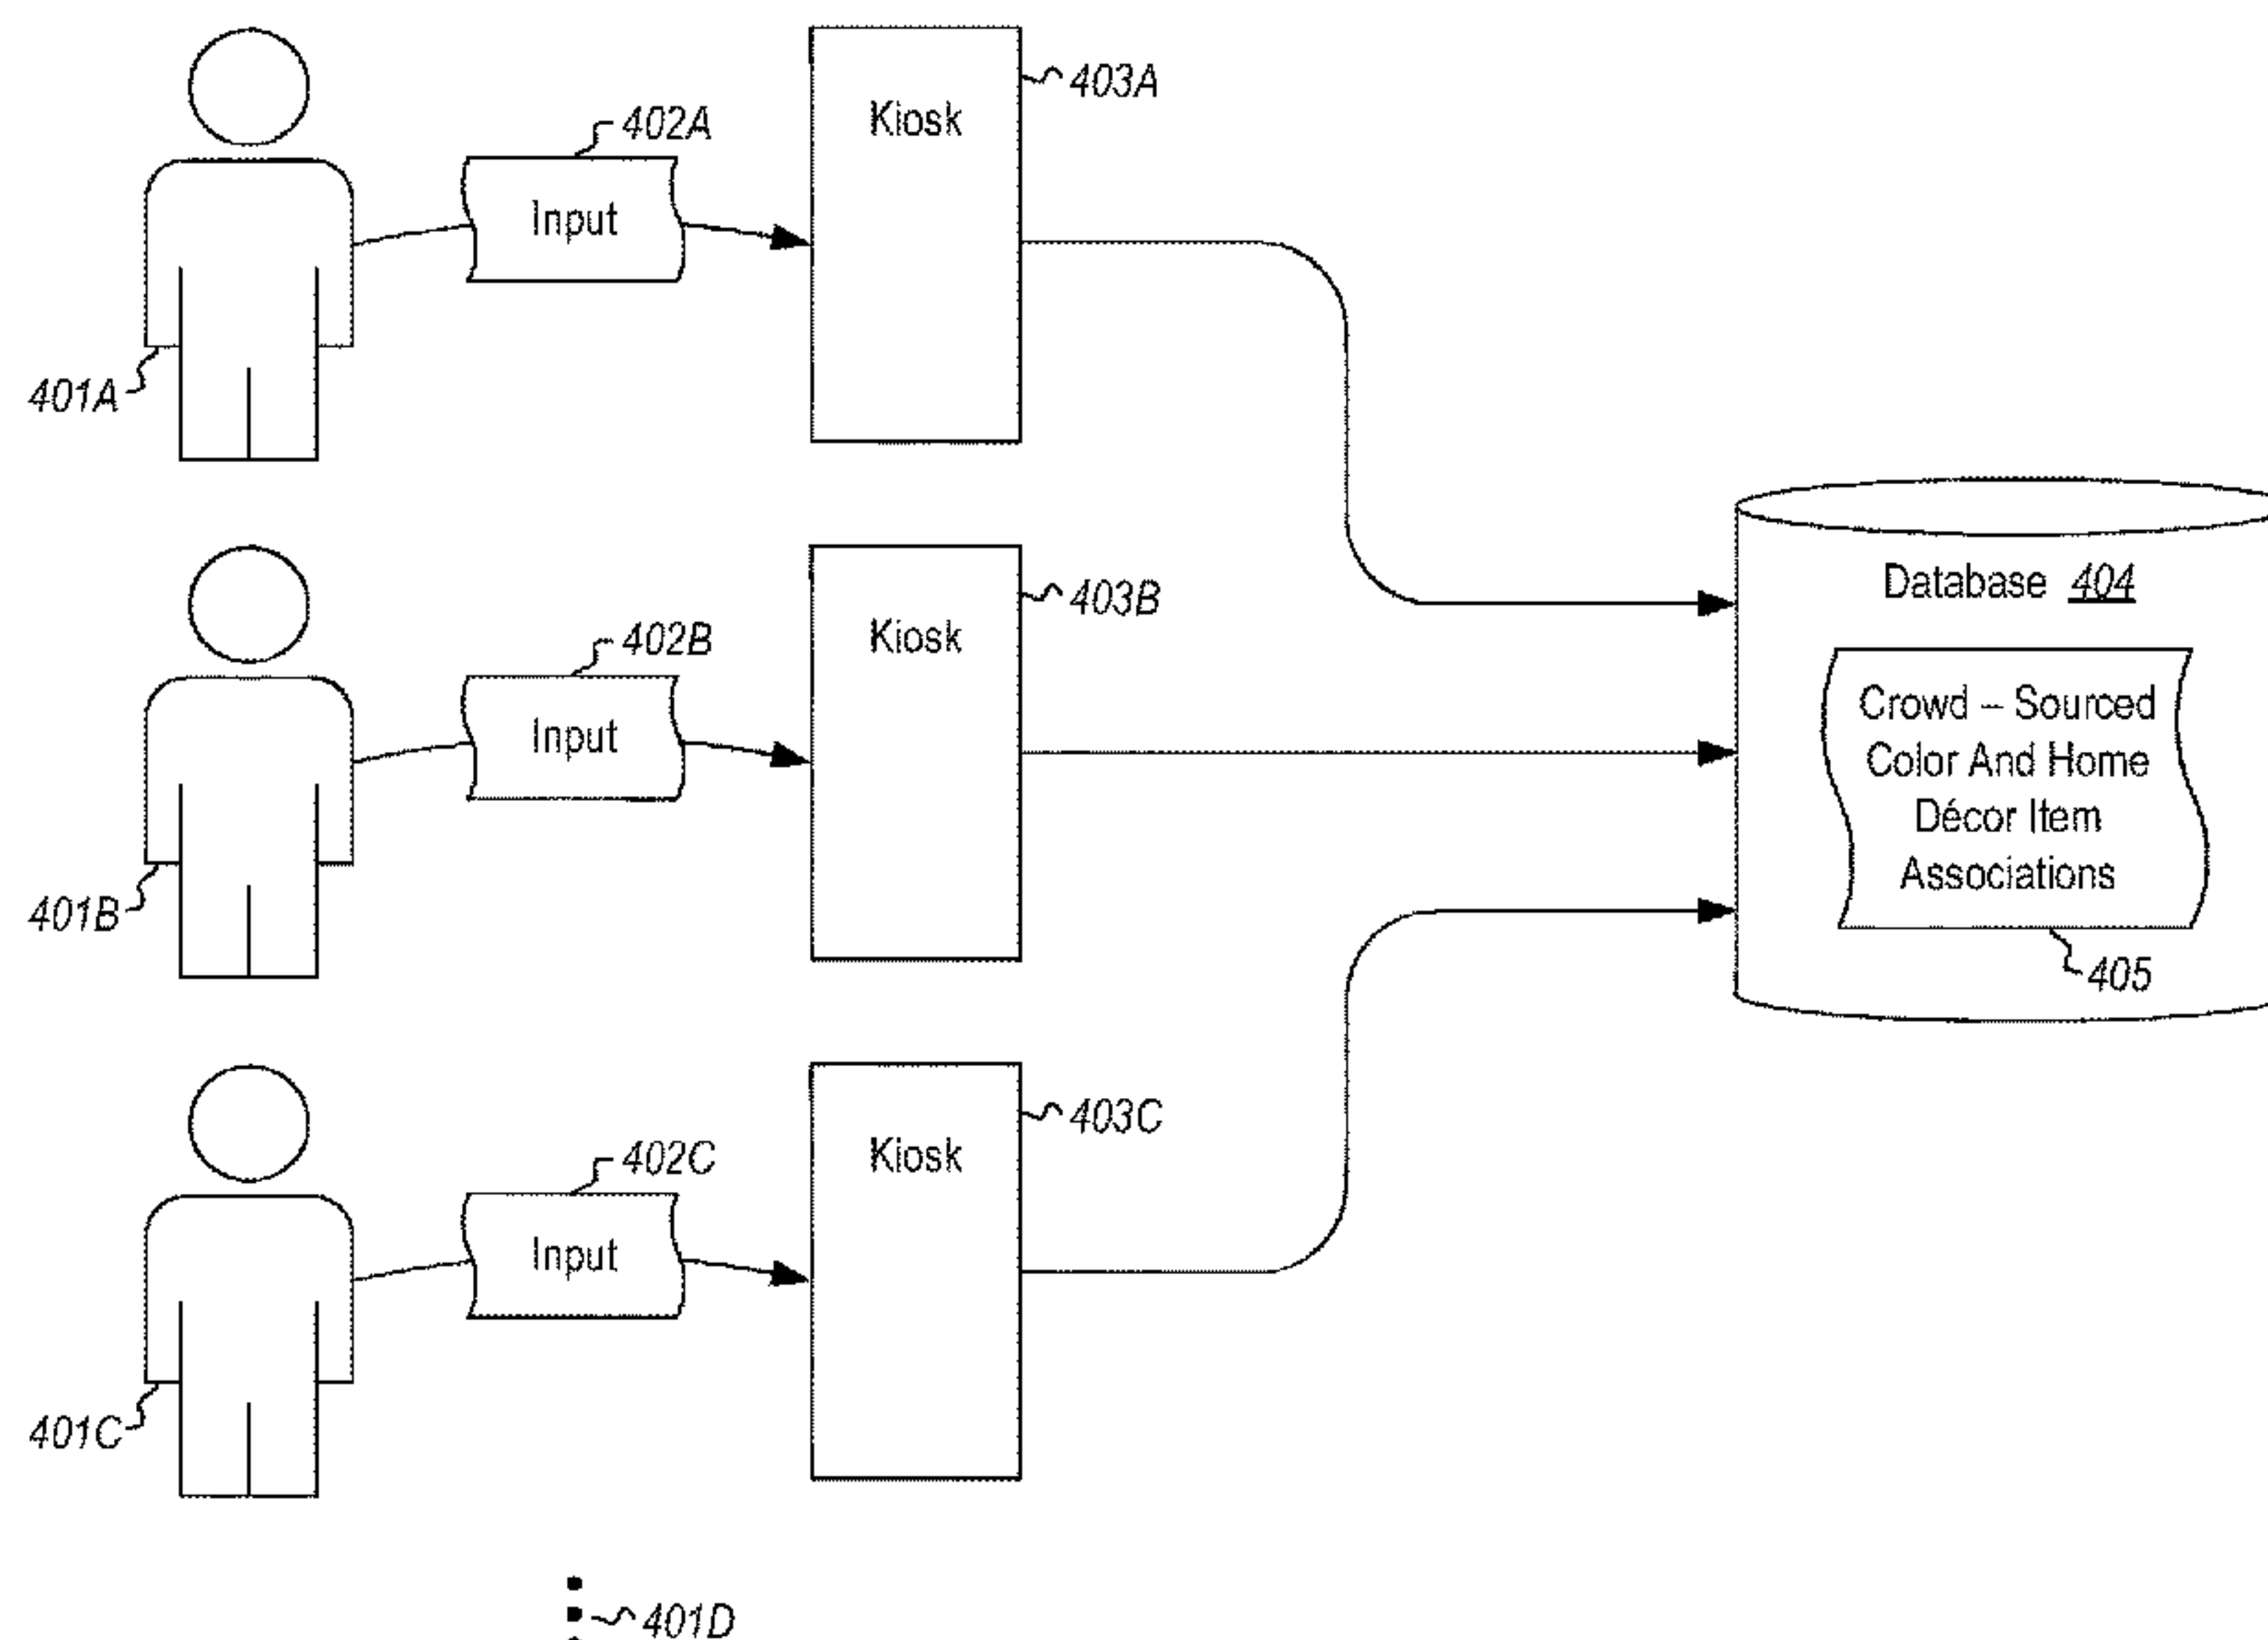 403A
Kiosk
402A
Input
401A
403B
Kiosk
402B
Input
401B
Database 404
Crowd – Sourced
Color And Home
Décor Item
Associations
405
403C
Kiosk
402C
Input
401C
401D